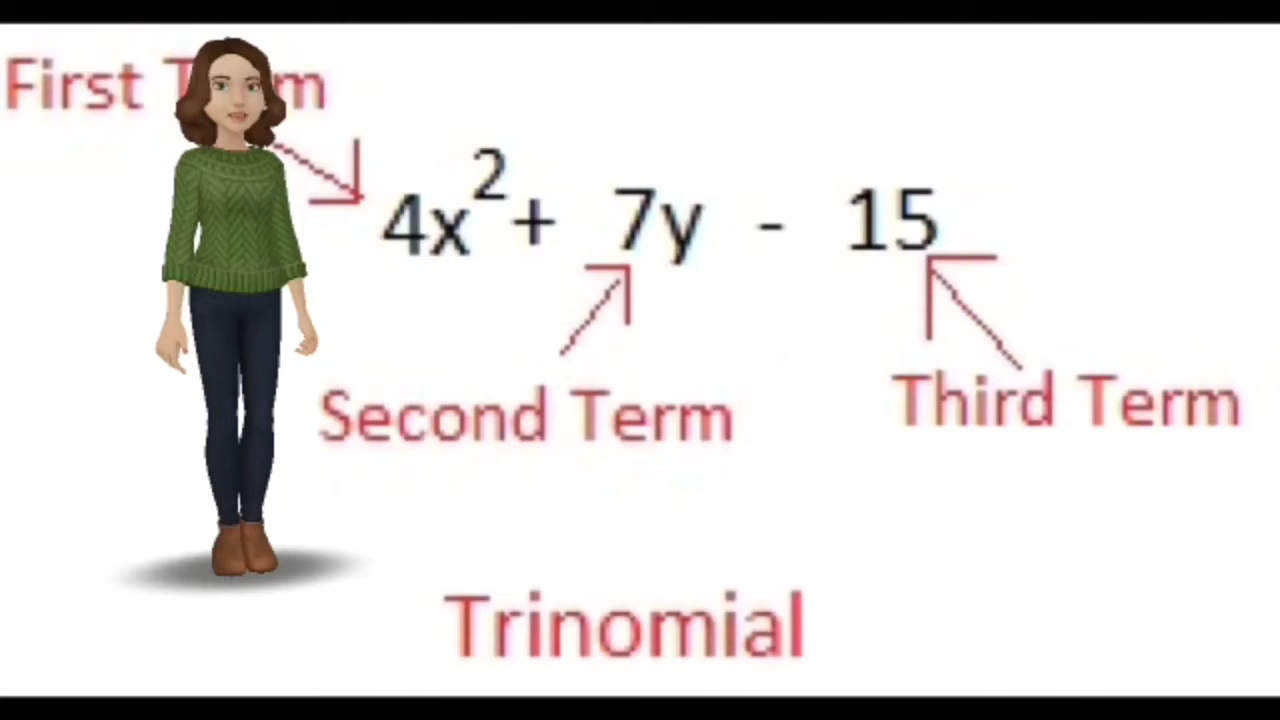 First
4x²+ 7y - 15
Second Term
Third Term
Trinomial